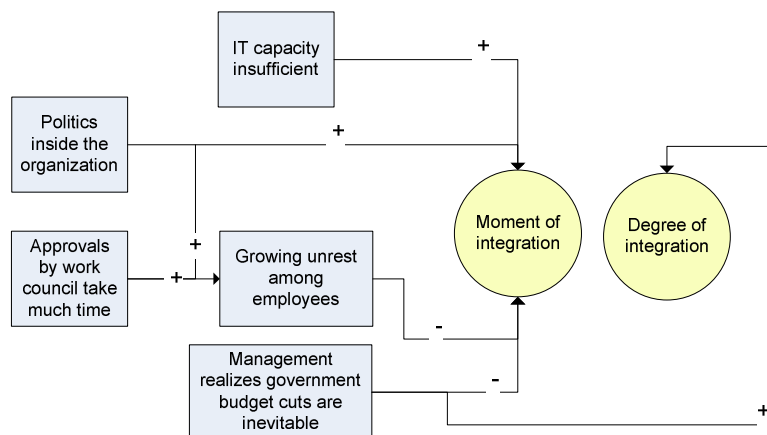 IT capacity
insufficient
+
Politics
inside the
organization
+
+
Approvals
by work
council take
much time
+
Growing unrest
among
employees
-
Management
realizes government
budget cuts are
inevitable
-
+
Moment of
integration
Degree of
integration